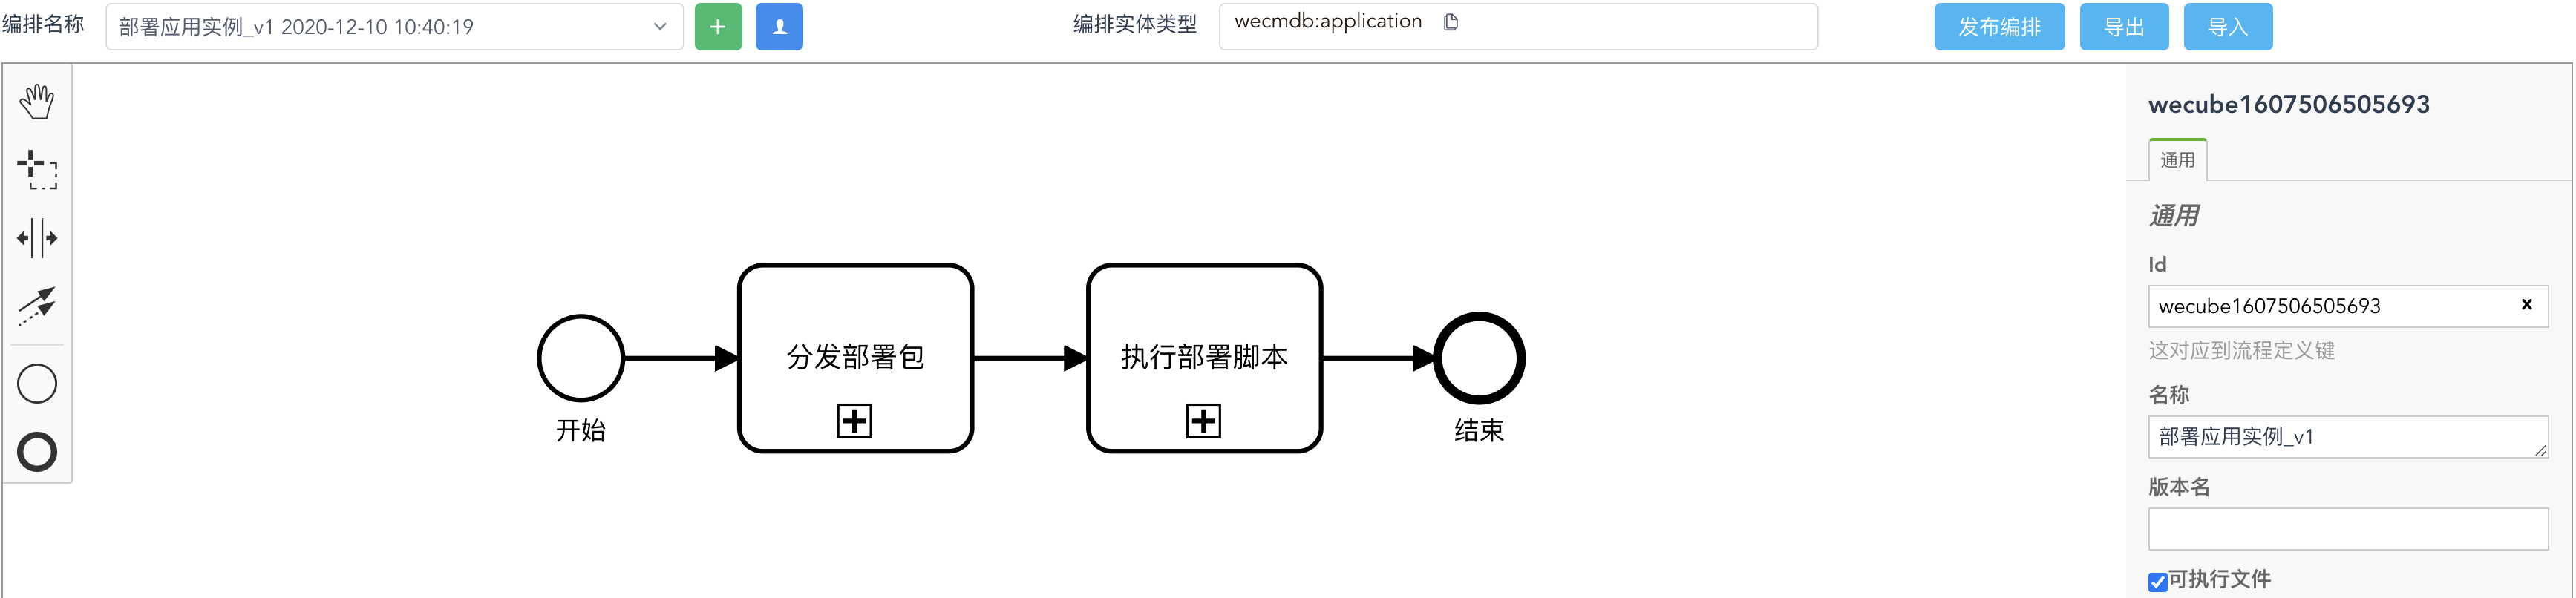 编排名称
部署应用实例_v1 2020-12-10 10:40:19
编排实体类型
wecmdb:application
发布编排
导出
导入
wecube1607506505693
通用
通用
Id
wecube1607506505693
这对应到流程定义键
名称
部署应用实例_v1
版本名
可执行文件
开始
分发部署包
执行部署脚本
结束